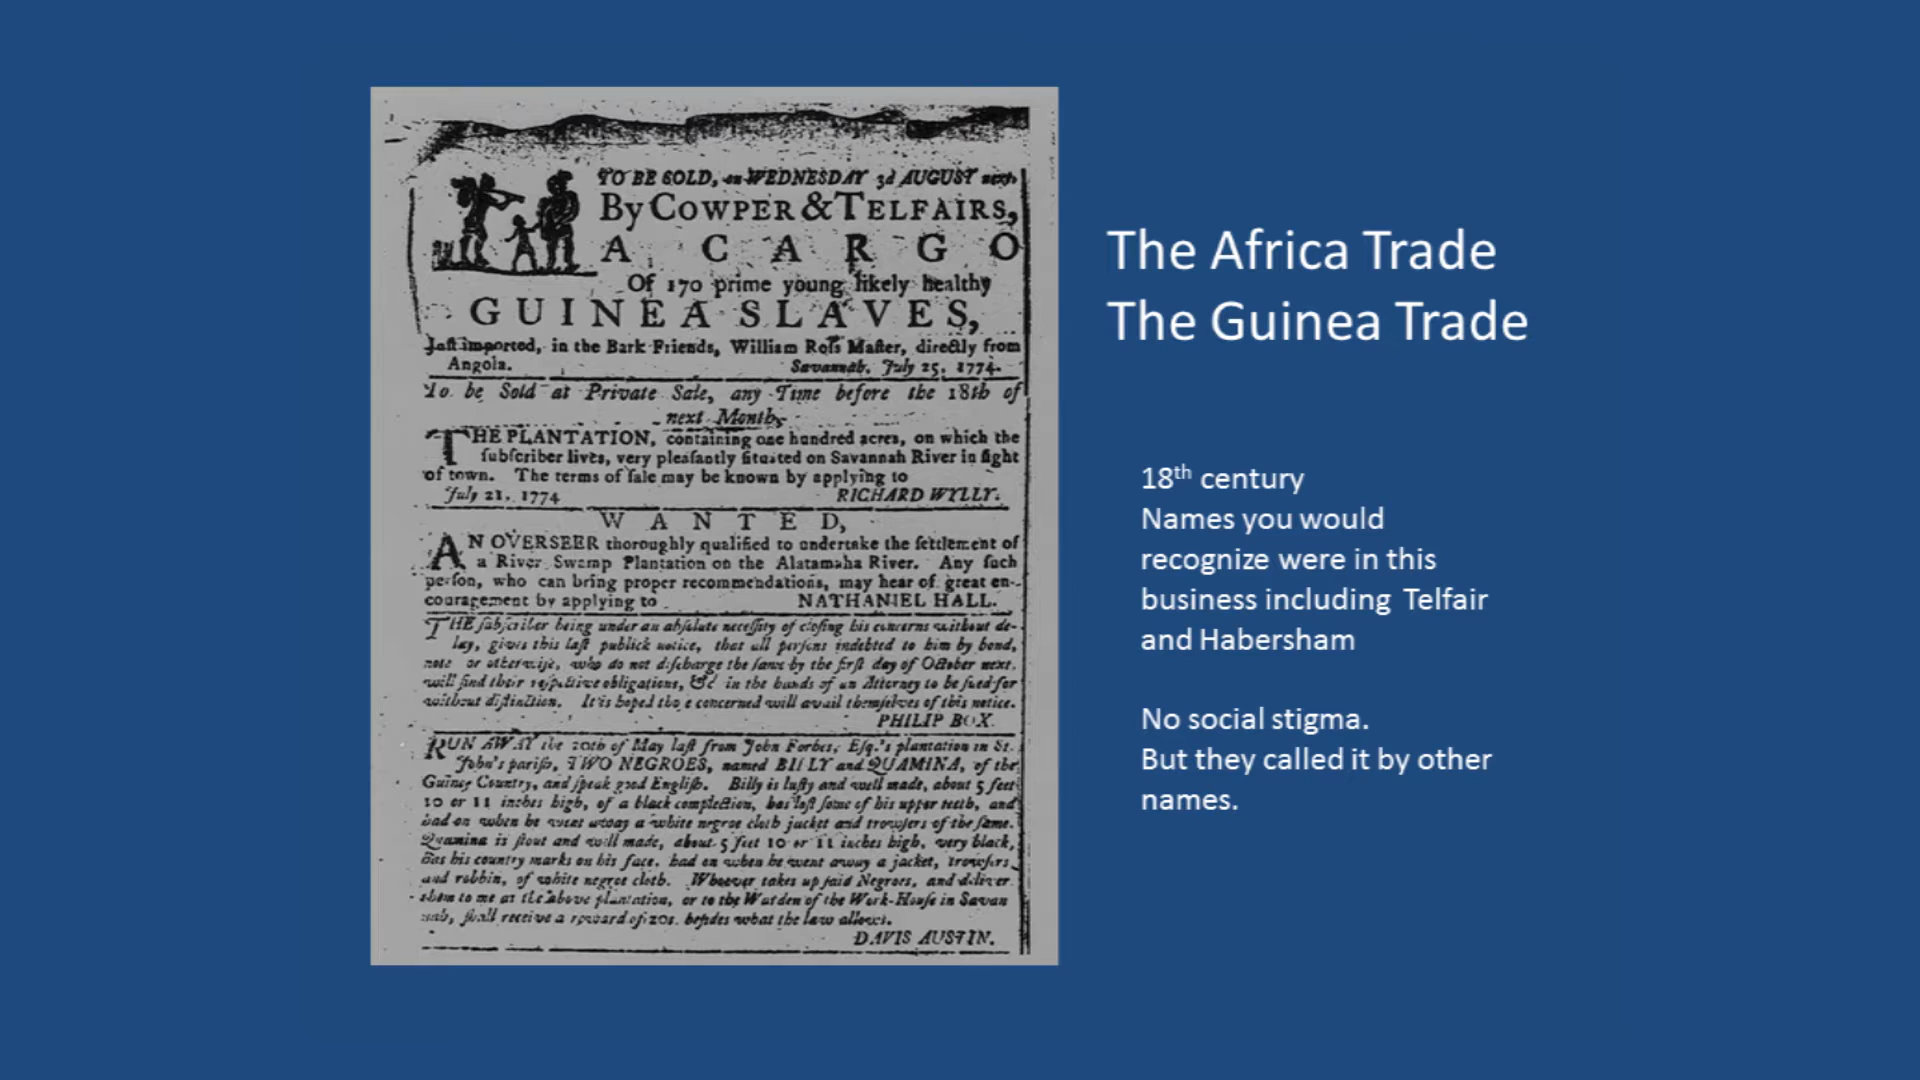 TO BE SOLD, on WEDNESDAY 3d AUGUST next,
By COWPER & TELFAIRS,
A CARGO
Of 170 prime young likely healthy
GUINEA SLAVES,
Just imported, in the Bark Friends, William Ross Master, directly from
Angola. Savannah, July 25, 1774.
To be Sold at Private Sale, any Time before the 18th of
next Month,
THE PLANTATION, containing one hundred acres, on which the
subscriber lives, very pleasantly situated on Savannah River in sight
of town. The terms of sale may be known by applying to
July 21, 1774 RICHARD WYLLY.
WANTED,
AN OVERSEER thoroughly qualified to undertake the settlement of
a River Swamp Plantation on the Alatamaha River. Any such
person, who can bring proper recommendations, may hear of great en-
couragement by applying to NATHANIEL HALL.
THE subscriber being under an absolute necessity of closing his concerns without de-
lay, gives this last publick notice, that all persons indebted to him by bond,
note or otherwise, who do not discharge the same by the first day of October next,
will find their respective obligations, &c in the hands of an Attorney to be sued for
without distinction. It is hoped those concerned will avail themselves of this notice.
PHILIP BOX.
RUN AWAY the 20th of May last from John Forbes, Esq.'s plantation in St.
John's parish, TWO NEGROES, named BILLY and QUAMINA, of the
Guiney Country, and speak good English. Billy is lusty and well made, about 5 feet
10 or 11 inches high, of a black complection, has lost some of his upper teeth, and
had on when he went away a white negroe cloth jacket and trowsers of the same.
Quamina is stout and well made, about 5 feet 10 or 11 inches high, very black,
has his country marks on his face, had on when he went away a jacket, trowsers,
and robbin, of white negroe cloth. Whoever takes up said Negroes, and deliver
them to me at the above plantation, or to the Warden of the Work-House in Savan
nah, shall receive a reward of 20s. besides what the law allows.
DAVIS AUSTIN.
The Africa Trade
The Guinea Trade
18th century
Names you would
recognize were in this
business including Telfair
and Habersham
No social stigma.
But they called it by other
names.